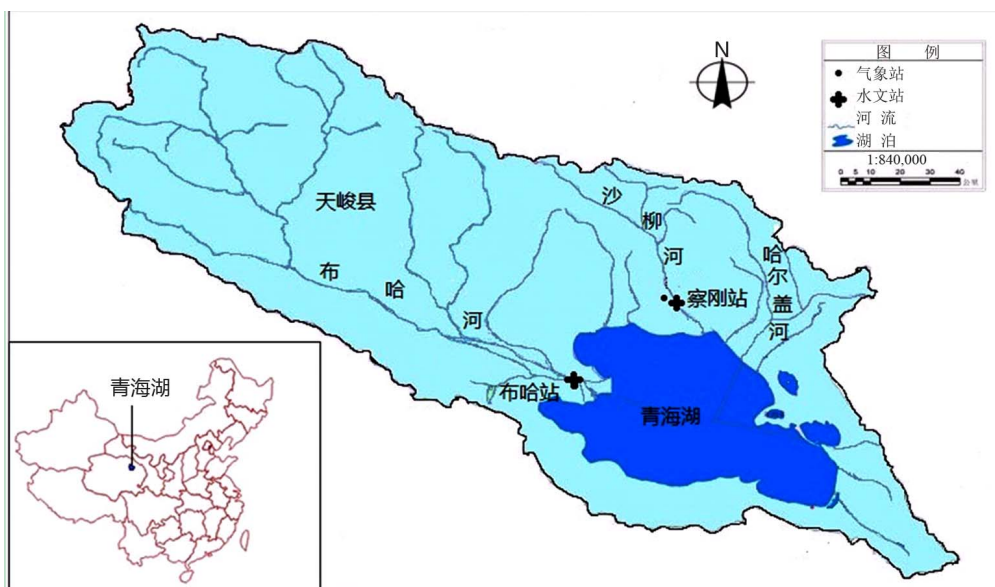 N
图 例
气象站
水文站
河 流
湖 泊
1:840,000
0 5 10 20 30 40 公里
天峻县
布
哈
河
沙
柳
河
哈
尔
盖
河
察刚站
布哈站
青海湖
青海湖